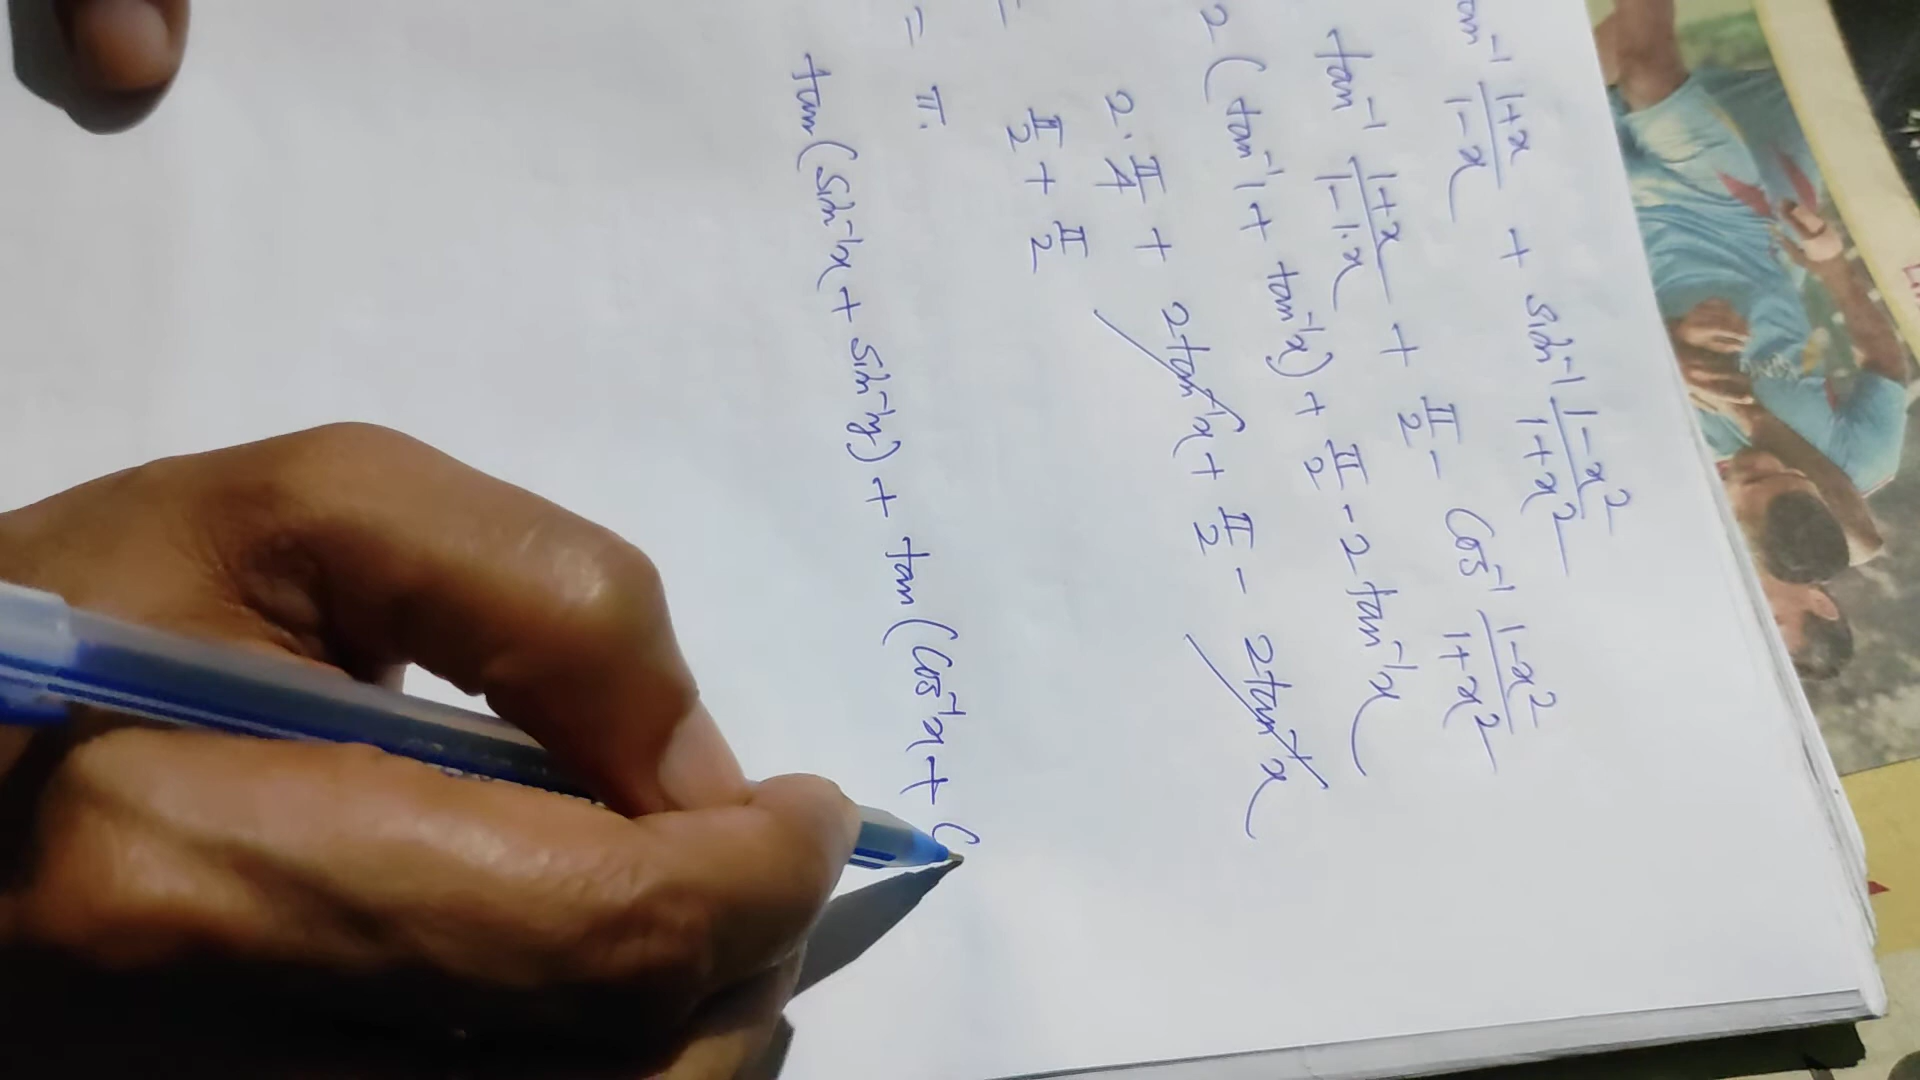 tan⁻¹ (1+x)/(1-x) + sin⁻¹ (1-x²)/(1+x²)
tan⁻¹ (1+x)/(1-1·x) + π/2 - cos⁻¹ (1-x²)/(1+x²)
2(tan⁻¹1 + tan⁻¹x) + π/2 - 2tan⁻¹x
2·π/4 + 2tan⁻¹x + π/2 - 2tan⁻¹x
= π/2 + π/2
= π.
tan(sin⁻¹x + sin⁻¹y) + tan(cos⁻¹x + C